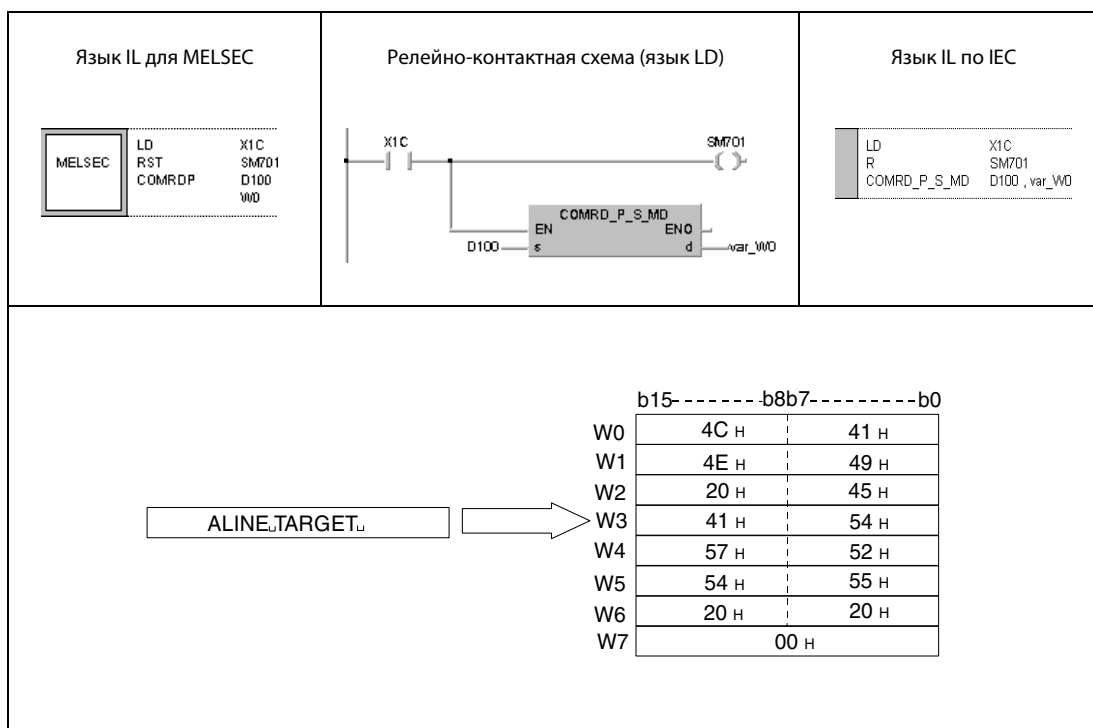 Язык IL для MELSEC
MELSEC
LD X1C
RST SM701
COMRDP D100
W0
Релейно-контактная схема (язык LD)
X1C SM701
COMRD_P_S_MD
EN ENO
D100 s d var_W0
Язык IL по IEC
LD X1C
R SM701
COMRD_P_S_MD D100 , var_W0
b15- - - - - - - -b8b7- - - - - - - - - -b0
W0 4C H 41 H
W1 4E H 49 H
W2 20 H 45 H
ALINE␣TARGET␣
W3 41 H 54 H
W4 57 H 52 H
W5 54 H 55 H
W6 20 H 20 H
W7 00 H